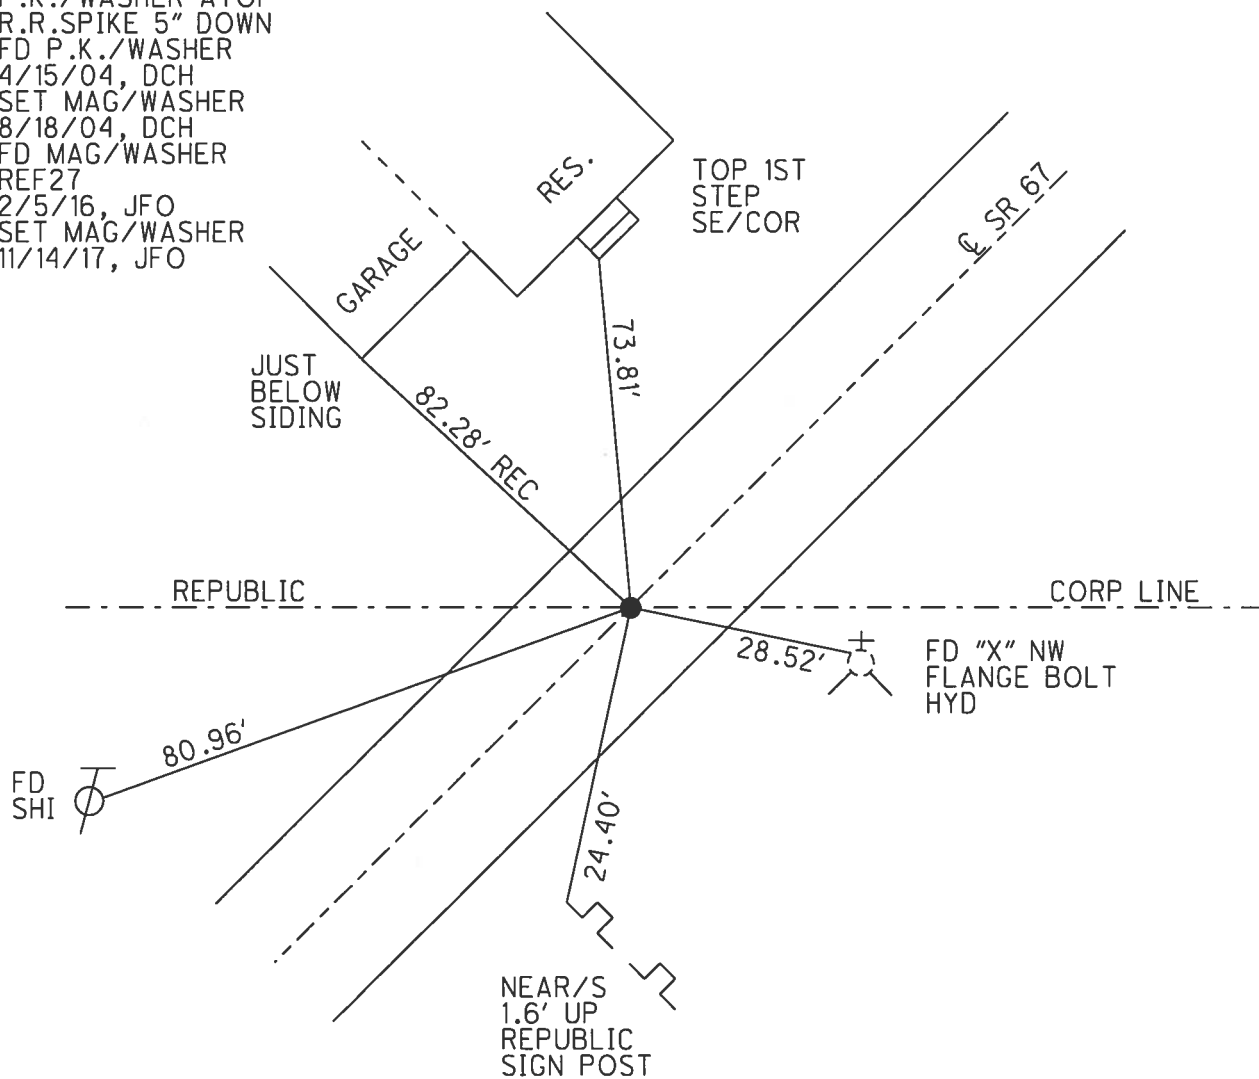 R.R.SPIKE 5" DOWN
FD P.K./WASHER
4/15/04, DCH
SET MAG/WASHER
8/18/04, DCH
FD MAG/WASHER
REF27
2/5/16, JFO
SET MAG/WASHER
11/14/17, JFO
RES.
TOP 1ST
STEP
SE/COR
℄ SR 67
GARAGE
JUST
BELOW
SIDING
73.81'
82.28' REC
REPUBLIC
CORP LINE
28.52'
FD "X" NW
FLANGE BOLT
HYD
80.96'
FD
SHI
24.40'
NEAR/S
1.6' UP
REPUBLIC
SIGN POST